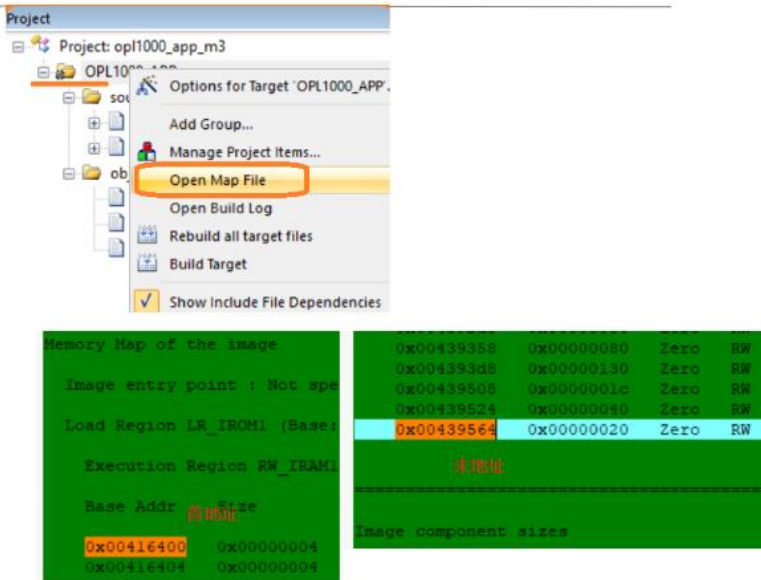 Project
Project: opl1000_app_m3
OPL1000_APP
Options for Target 'OPL1000_APP'.
Add Group...
Manage Project Items...
Open Map File
Open Build Log
Rebuild all target files
Build Target
Show Include File Dependencies
Memory Map of the image
Image entry point : Not spe
Load Region LR_IROM1 (Base:
Execution Region RW_IRAM1
Base Addr Size
首地址
0x00416400 0x00000004
0x00416404 0x00000004
0x00439358 0x00000080 Zero RW
0x004393d8 0x00000130 Zero RW
0x00439508 0x0000001c Zero RW
0x00439524 0x00000040 Zero RW
0x00439564 0x00000020 Zero RW
末地址
Image component sizes